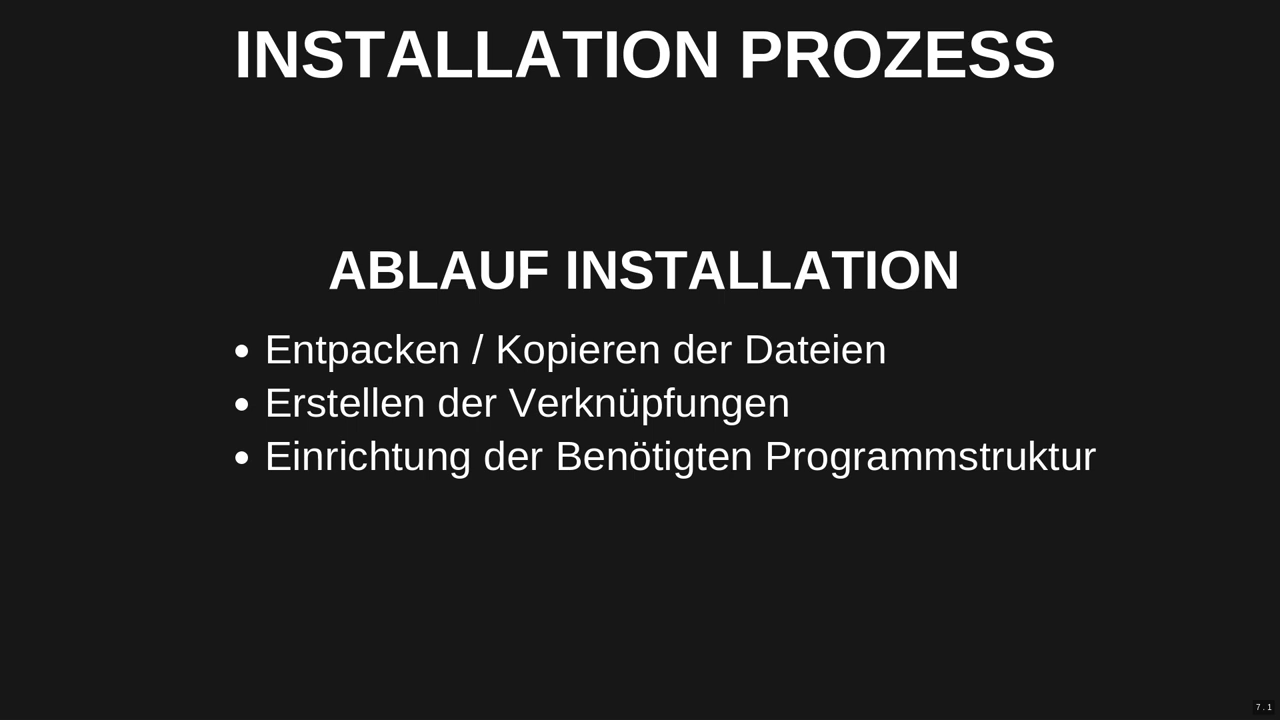 INSTALLATION PROZESS
ABLAUF INSTALLATION
• Entpacken / Kopieren der Dateien
• Erstellen der Verknüpfungen
• Einrichtung der Benötigten Programmstruktur
7.1